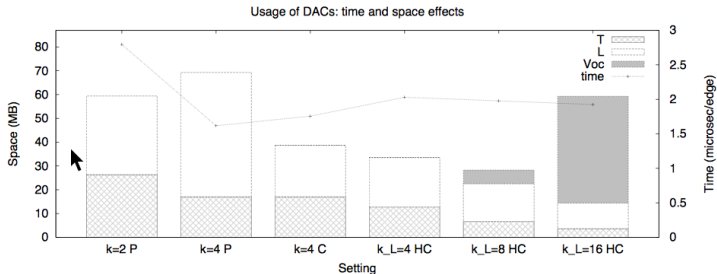 Usage of DACs: time and space effects
80
70
60
50
40
30
20
10
0
Space (MB)
3
2.5
2
1.5
1
0.5
0
Time (microsec/edge)
T
L
Voc
time
k=2 P
k=4 P
k=4 C
k_L=4 HC
k_L=8 HC
k_L=16 HC
Setting